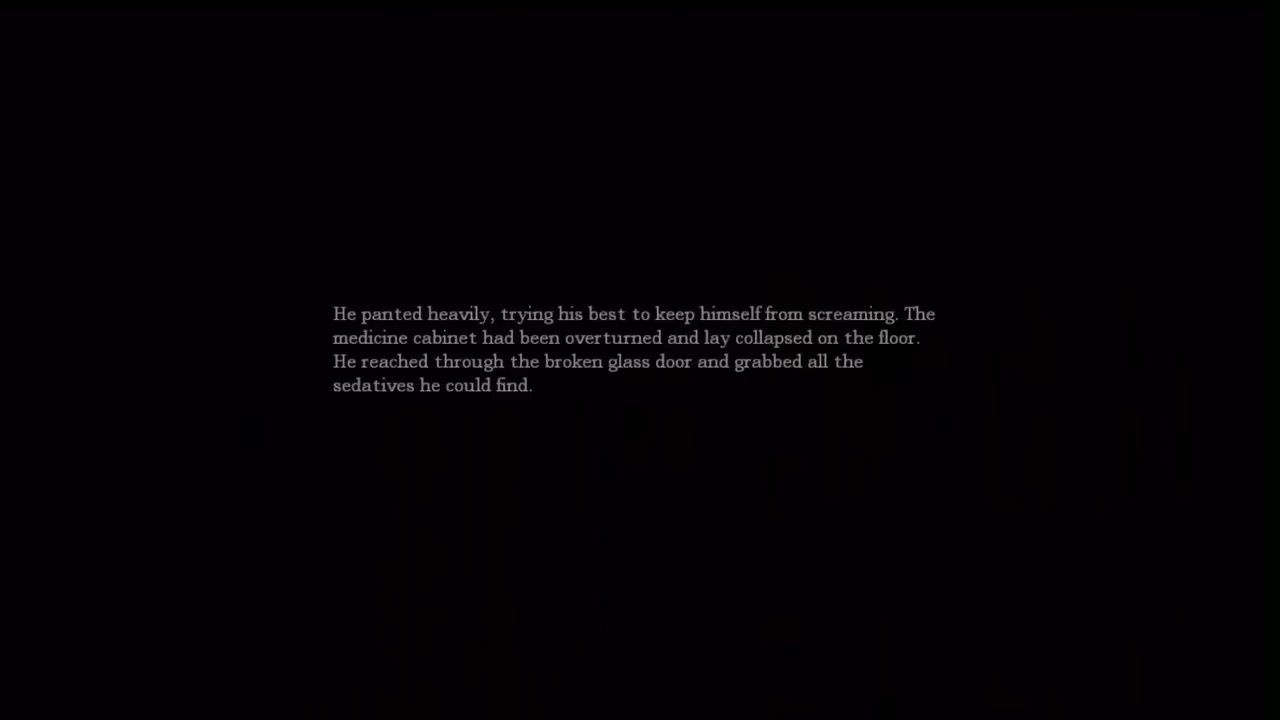 He panted heavily, trying his best to keep himself from screaming. The
medicine cabinet had been overturned and lay collapsed on the floor.
He reached through the broken glass door and grabbed all the
sedatives he could find.